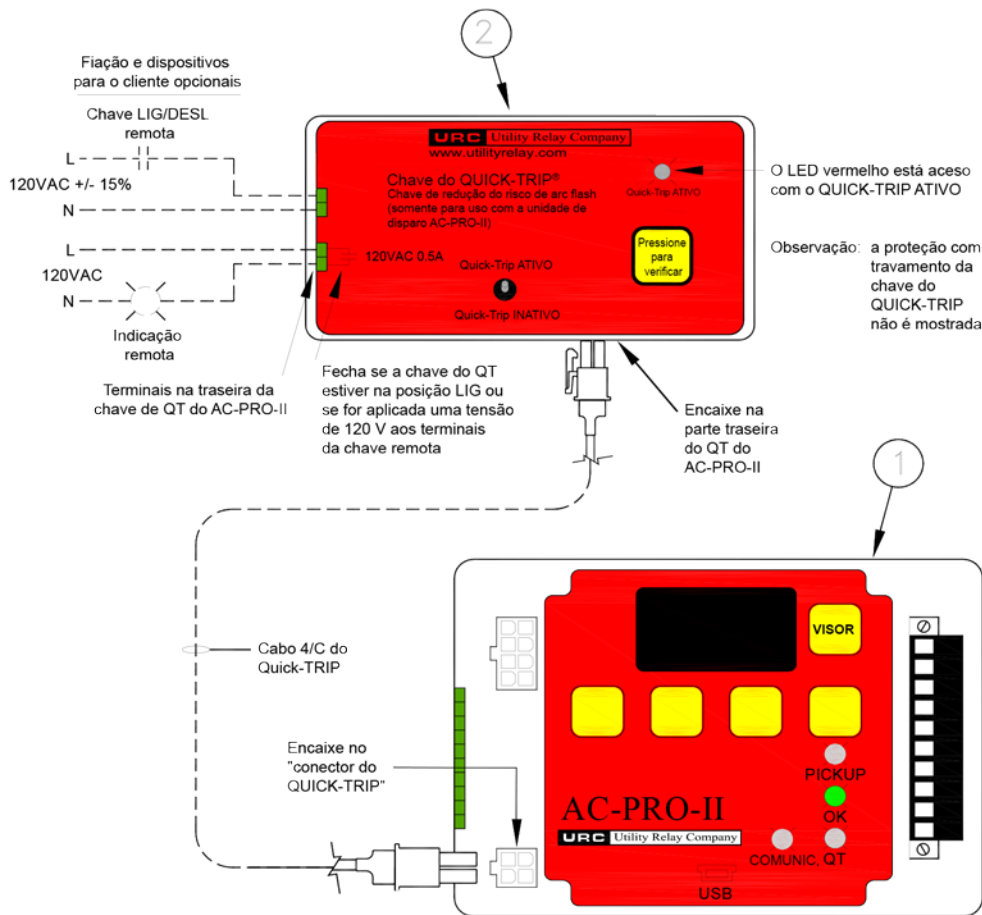 2
Fiação e dispositivos
para o cliente opcionais
Chave LIG/DESL
remota
L
120VAC +/- 15%
N
L
120VAC
N
Indicação
remota
URC Utility Relay Company
www.utilityrelay.com
Chave do QUICK-TRIP®
Chave de redução do risco de arc flash
(somente para uso com a unidade de
disparo AC-PRO-II)
Quick-Trip ATIVO
120VAC 0.5A
Quick-Trip ATIVO
Quick-Trip INATIVO
Pressione
para
verificar
O LED vermelho está aceso
com o QUICK-TRIP ATIVO
Observação: a proteção com
travamento da
chave do
QUICK-TRIP
não é mostrada
Terminais na traseira da
chave de QT do AC-PRO-II
Fecha se a chave do QT
estiver na posição LIG ou
se for aplicada uma tensão
de 120 V aos terminais
da chave remota
Encaixe na
parte traseira
do QT do
AC-PRO-II
1
Cabo 4/C do
Quick-TRIP
Encaixe no
"conector do
QUICK-TRIP"
VISOR
PICKUP
OK
AC-PRO-II
URC Utility Relay Company
COMUNIC, QT
USB